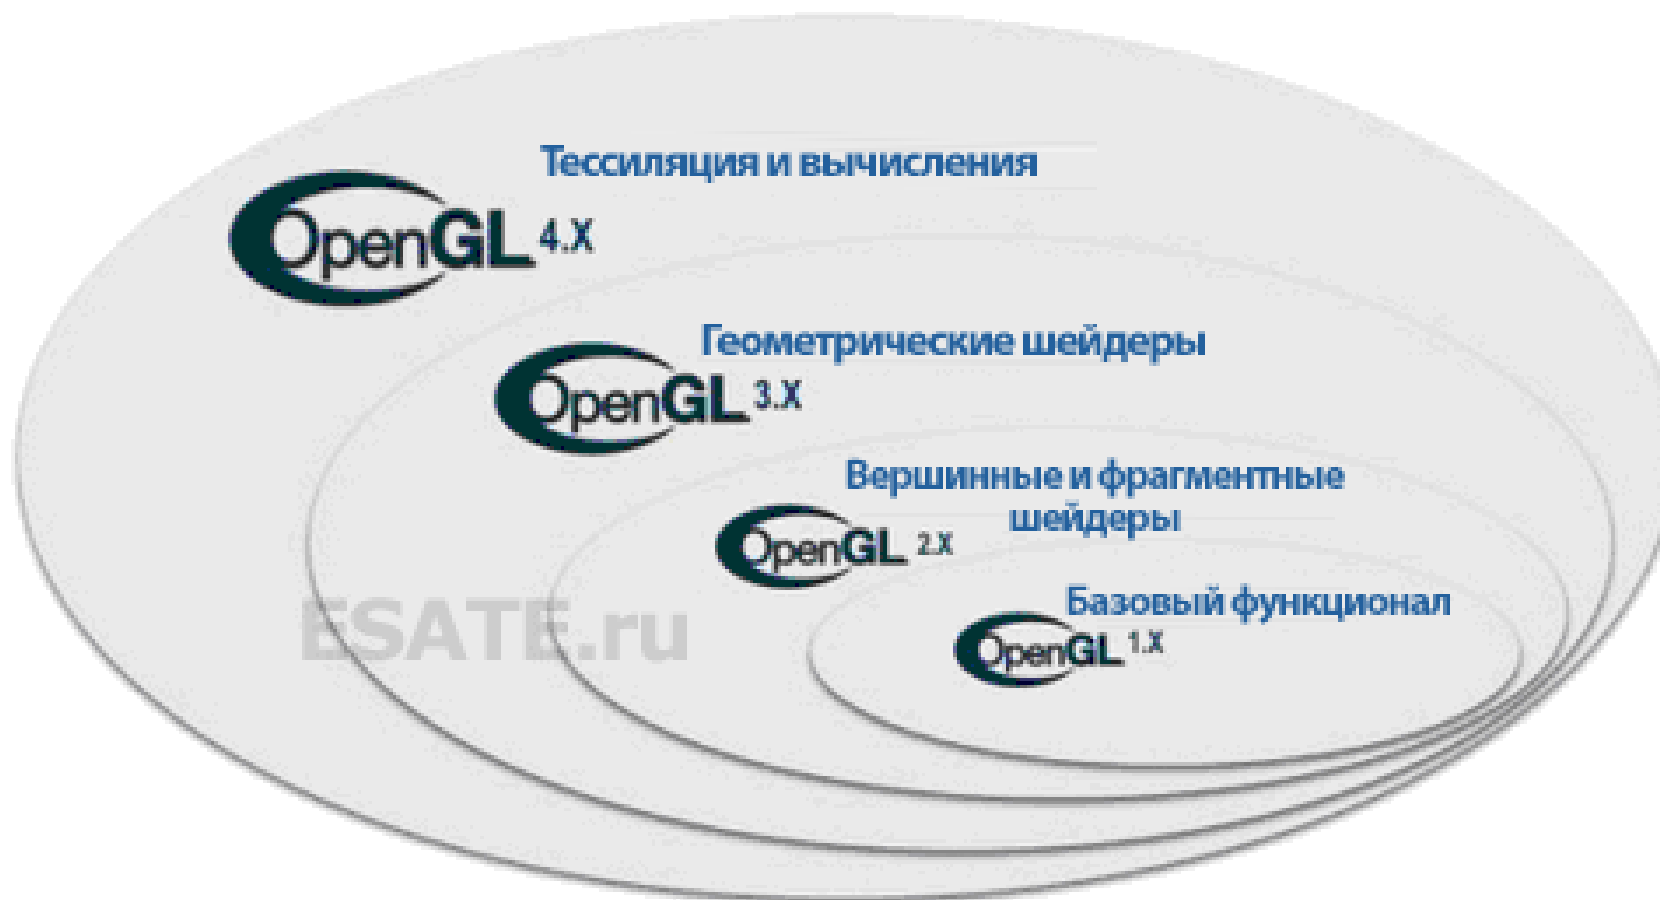 Тессиляция и вычисления
OpenGL 4.X
Геометрические шейдеры
OpenGL 3.X
Вершинные и фрагментные
шейдеры
OpenGL 2.X
Базовый функционал
OpenGL 1.X
ESATE.ru